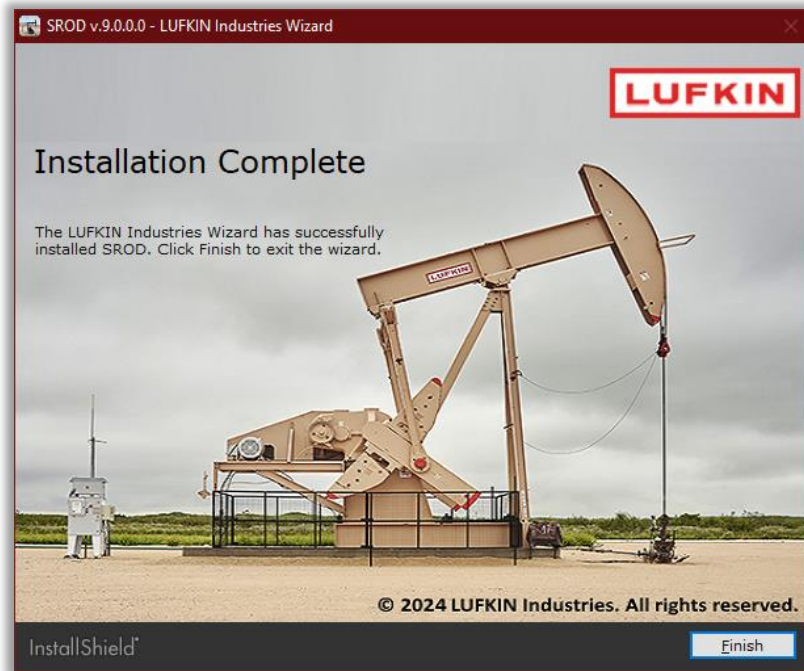 SROD v.9.0.0.0 - LUFKIN Industries Wizard
LUFKIN
Installation Complete
The LUFKIN Industries Wizard has successfully
installed SROD. Click Finish to exit the wizard.
LUFKIN
© 2024 LUFKIN Industries. All rights reserved.
InstallShield
Finish